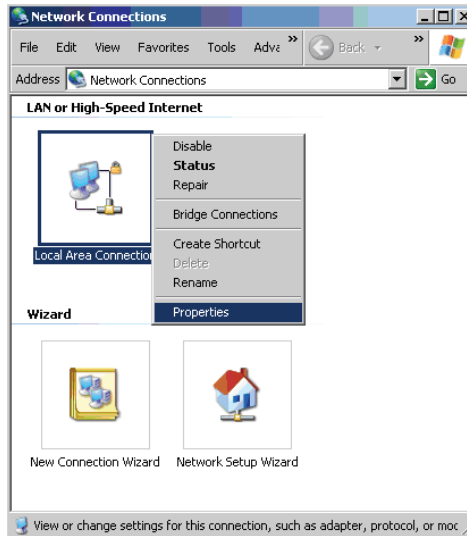 Network Connections
File Edit View Favorites Tools Adva » Back »
Address Network Connections Go
LAN or High-Speed Internet
Local Area Connection
Disable
Status
Repair
Bridge Connections
Create Shortcut
Delete
Rename
Properties
Wizard
New Connection Wizard Network Setup Wizard
View or change settings for this connection, such as adapter, protocol, or moc